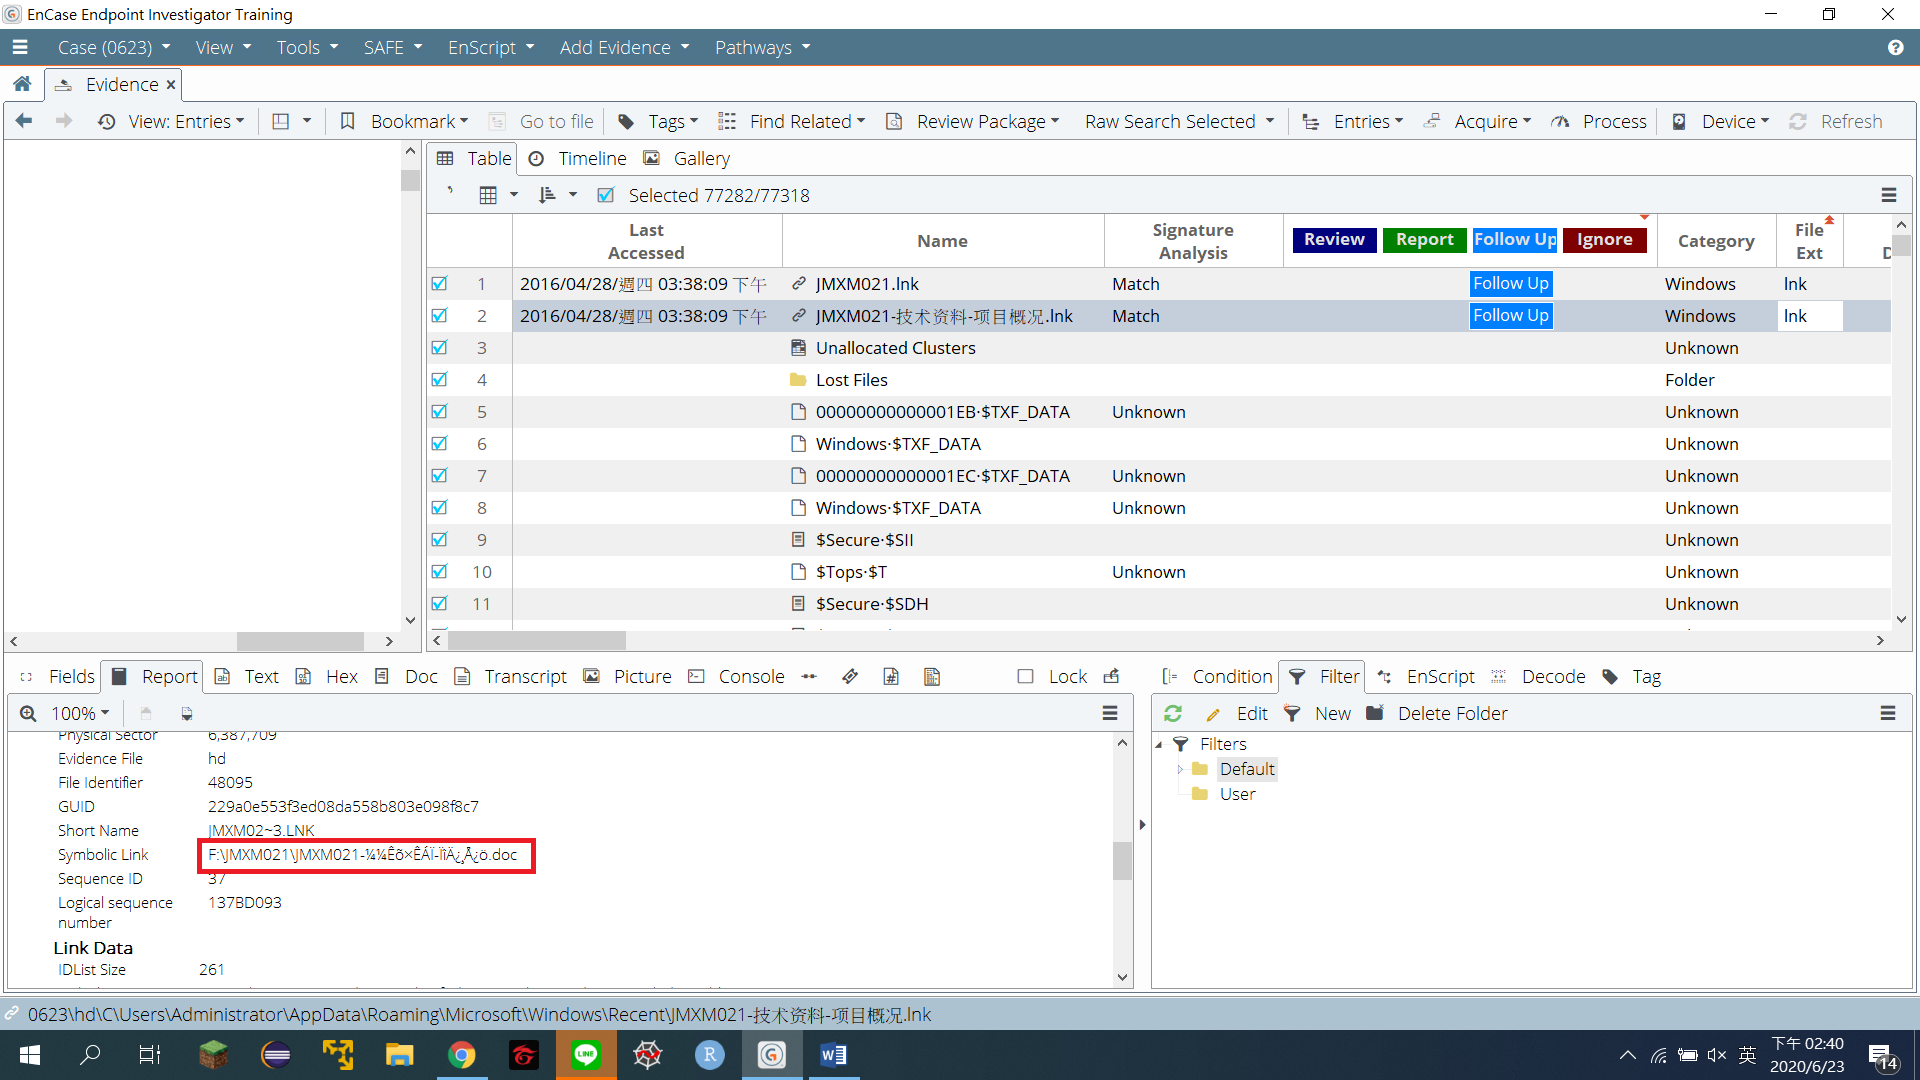 EnCase Endpoint Investigator Training
Case (0623) View Tools SAFE EnScript Add Evidence Pathways
Evidence
View: Entries Bookmark Go to file Tags Find Related Review Package Raw Search Selected Entries Acquire Process Device Refresh
Table Timeline Gallery
Selected 77282/77318
Last Accessed Name Signature Analysis Review Report Follow Up Ignore Category File Ext
1 2016/04/28/週四 03:38:09 下午 JMXM021.lnk Match Follow Up Windows lnk
2 2016/04/28/週四 03:38:09 下午 JMXM021-技术资料-项目概况.lnk Match Follow Up Windows lnk
3 Unallocated Clusters Unknown
4 Lost Files Folder
5 00000000000001EB·$TXF_DATA Unknown Unknown
6 Windows·$TXF_DATA Unknown
7 00000000000001EC·$TXF_DATA Unknown Unknown
8 Windows·$TXF_DATA Unknown Unknown
9 $Secure·$SII Unknown
10 $Tops·$T Unknown Unknown
11 $Secure·$SDH Unknown
Fields Report Text Hex Doc Transcript Picture Console Lock
100%
Physical Sector 6,387,709
Evidence File hd
File Identifier 48095
GUID 229a0e553f3ed08da558b803e098f8c7
Short Name JMXM02~3.LNK
Symbolic Link F:\JMXM021\JMXM021-¼¼Êõ×ÊÁÏ-ÏîÄ¿¸Å¿ö.doc
Sequence ID 37
Logical sequence number 137BD093
Link Data
IDList Size 261
Condition Filter EnScript Decode Tag
Edit New Delete Folder
Filters
Default
User
0623\hd\C\Users\Administrator\AppData\Roaming\Microsoft\Windows\Recent\JMXM021-技术资料-项目概况.lnk
英
下午 02:40
2020/6/23
14
LINE